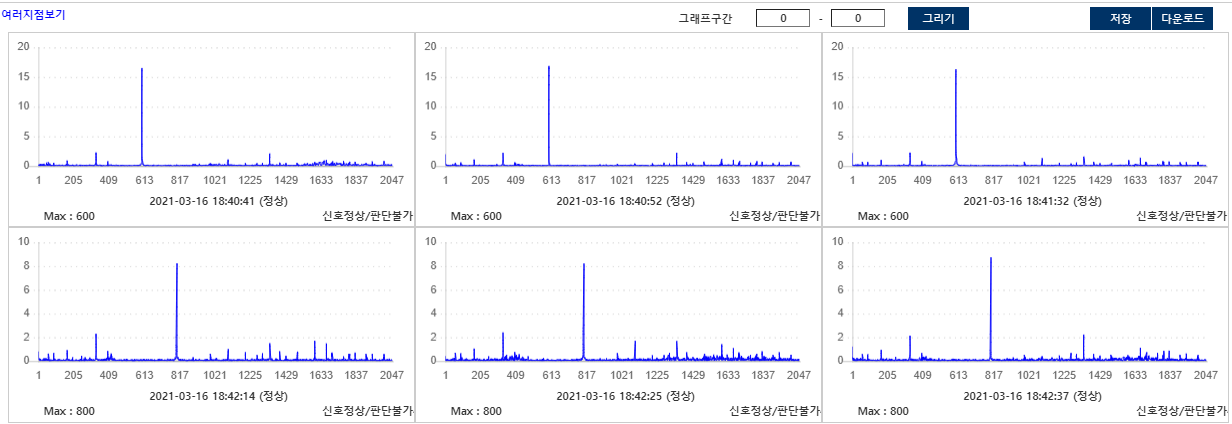 여러지점보기
그래프구간 0 - 0 그리기 저장 다운로드
20 20 20
15 15 15
10 10 10
5 5 5
0 0 0
1 205 409 613 817 1021 1225 1429 1633 1837 2047 1 205 409 613 817 1021 1225 1429 1633 1837 2047 1 205 409 613 817 1021 1225 1429 1633 1837 2047
2021-03-16 18:40:41 (정상) 2021-03-16 18:40:52 (정상) 2021-03-16 18:41:32 (정상)
Max : 600 신호정상/판단불가 Max : 600 신호정상/판단불가 Max : 600 신호정상/판단불가
10 10 10
8 8 8
6 6 6
4 4 4
2 2 2
0 0 0
1 205 409 613 817 1021 1225 1429 1633 1837 2047 1 205 409 613 817 1021 1225 1429 1633 1837 2047 1 205 409 613 817 1021 1225 1429 1633 1837 2047
2021-03-16 18:42:14 (정상) 2021-03-16 18:42:25 (정상) 2021-03-16 18:42:37 (정상)
Max : 800 신호정상/판단불가 Max : 800 신호정상/판단불가 Max : 800 신호정상/판단불가